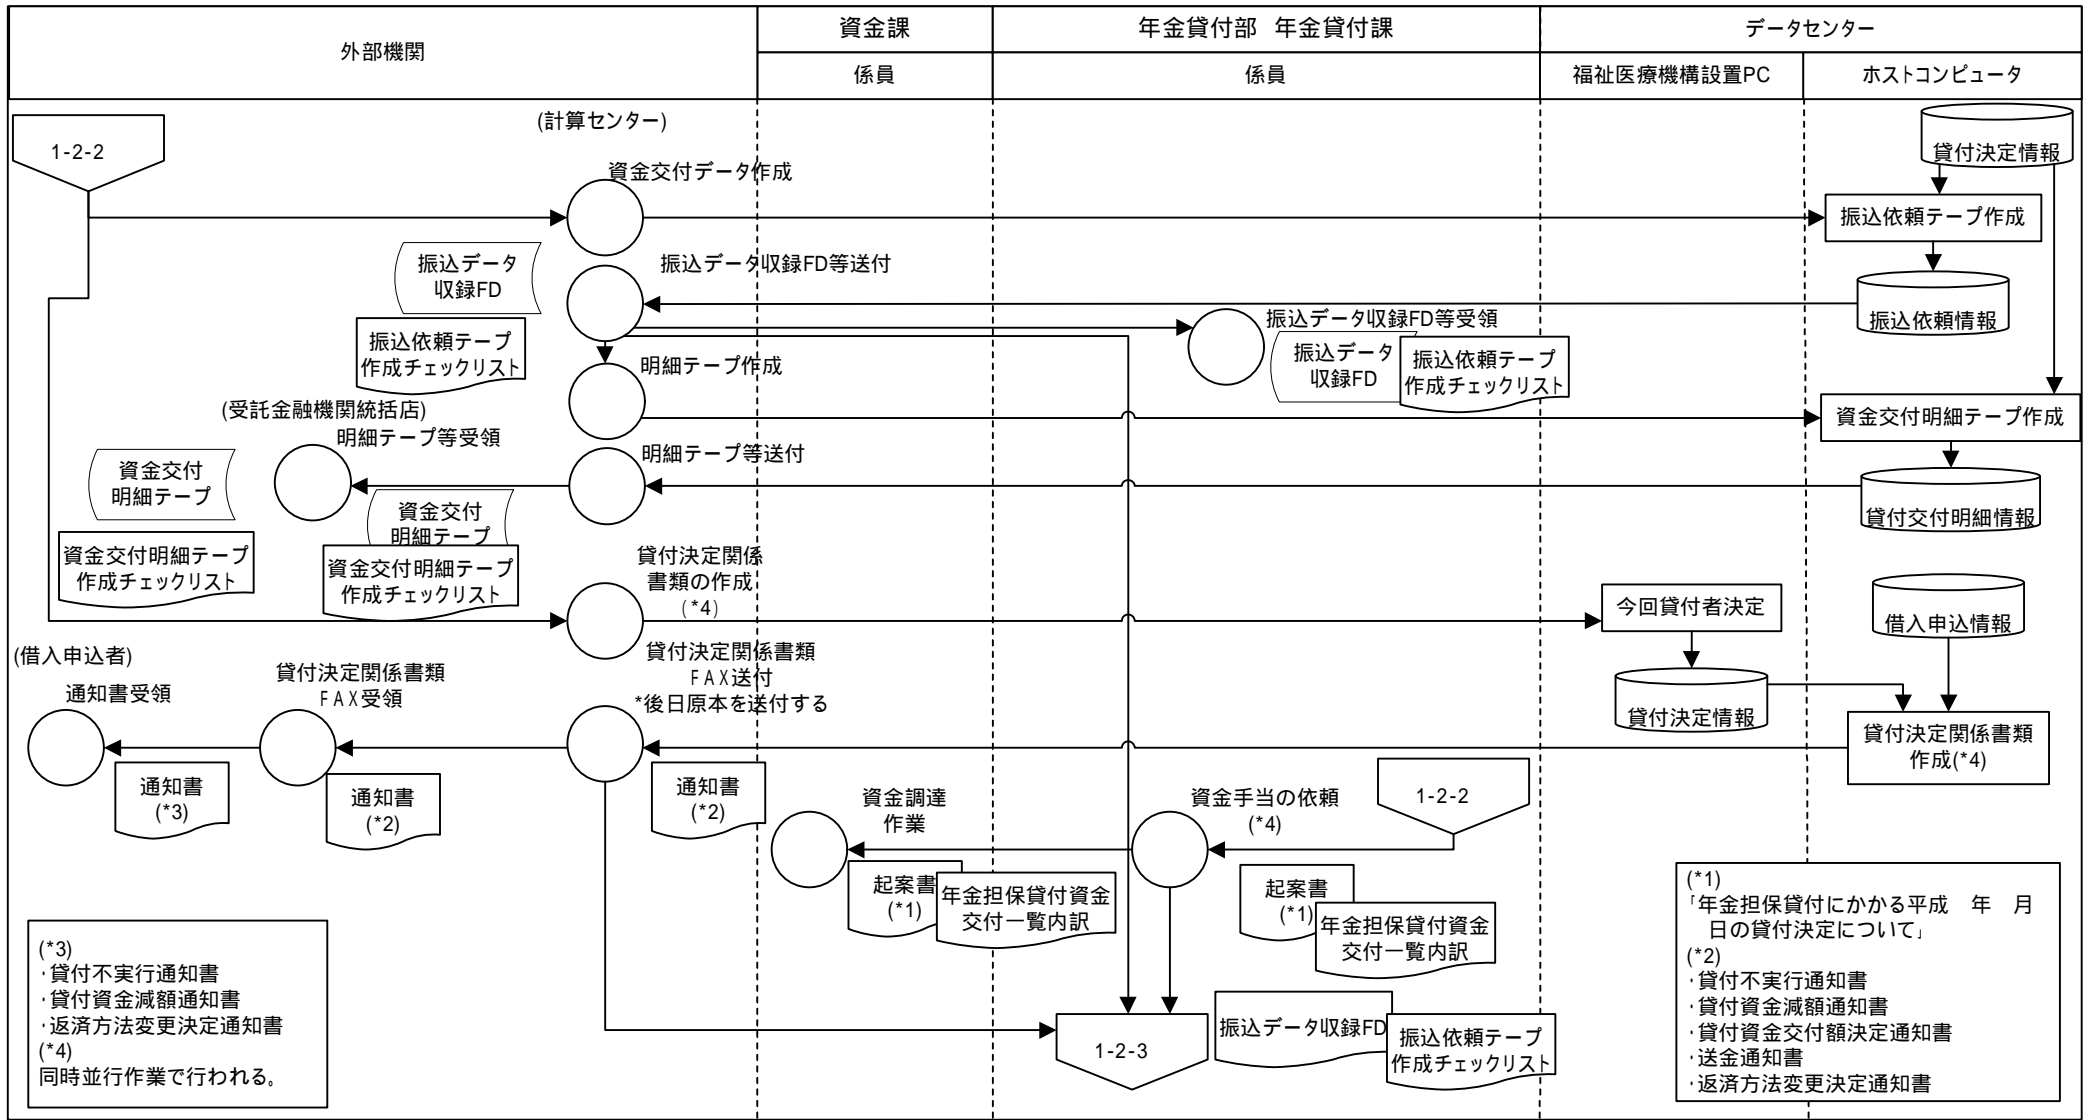 外部機関
資金課
年金貸付部 年金貸付課
データセンター
係員
係員
福祉医療機構設置PC
ホストコンピュータ
(計算センター)
1-2-2
資金交付データ作成
貸付決定情報
振込依頼テープ作成
振込データ
収録FD
振込データ収録FD等送付
振込依頼情報
振込依頼テープ
作成チェックリスト
振込データ収録FD等受領
振込データ
収録FD
振込依頼テープ
作成チェックリスト
明細テープ作成
(受託金融機関統括店)
明細テープ等受領
資金交付明細テープ作成
資金交付
明細テープ
明細テープ等送付
資金交付
明細テープ
貸付交付明細情報
資金交付明細テープ
作成チェックリスト
資金交付明細テープ
作成チェックリスト
貸付決定関係
書類の作成
(*4)
今回貸付者決定
借入申込情報
(借入申込者)
通知書受領
貸付決定関係書類
FAX受領
貸付決定関係書類
FAX送付
*後日原本を送付する
貸付決定情報
貸付決定関係書類
作成(*4)
通知書
(*3)
通知書
(*2)
通知書
(*2)
資金調達
作業
資金手当の依頼
(*4)
1-2-2
起案書
(*1)
年金担保貸付資金
交付一覧内訳
起案書
(*1)
年金担保貸付資金
交付一覧内訳
(*1)
「年金担保貸付にかかる平成 年 月
日の貸付決定について」
(*2)
・貸付不実行通知書
・貸付資金減額通知書
・貸付資金交付額決定通知書
・送金通知書
・返済方法変更決定通知書
(*3)
・貸付不実行通知書
・貸付資金減額通知書
・返済方法変更決定通知書
(*4)
同時並行作業で行われる。
1-2-3
振込データ収録FD
振込依頼テープ
作成チェックリスト